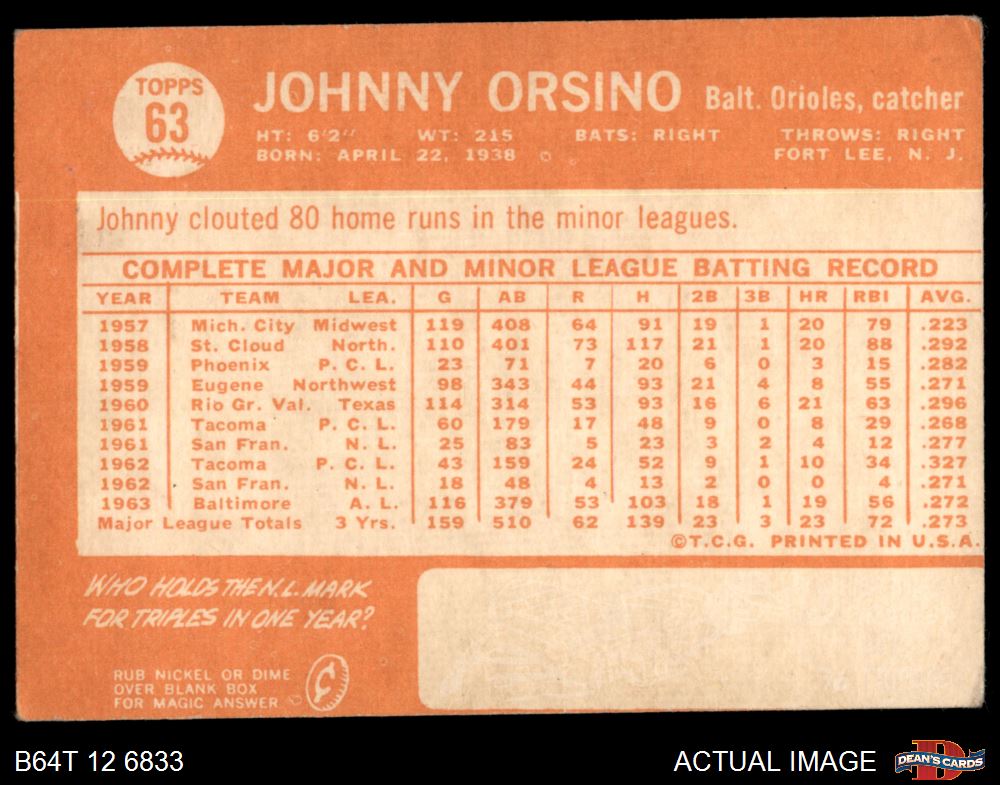 TOPPS
63
JOHNNY ORSINO Balt. Orioles, catcher
HT: 6'2" WT: 215 BATS: RIGHT THROWS: RIGHT
BORN: APRIL 22, 1938 FORT LEE, N. J.
Johnny clouted 80 home runs in the minor leagues.
COMPLETE MAJOR AND MINOR LEAGUE BATTING RECORD
YEAR TEAM LEA. G AB R H 2B 3B HR RBI AVG.
1957 Mich. City Midwest 119 408 64 91 19 1 20 79 .223
1958 St. Cloud North. 110 401 73 117 21 1 20 88 .292
1959 Phoenix P. C. L. 23 71 7 20 6 0 3 15 .282
1959 Eugene Northwest 98 343 44 93 21 4 8 55 .271
1960 Rio Gr. Val. Texas 114 314 53 93 16 6 21 63 .296
1961 Tacoma P. C. L. 60 179 17 48 9 0 8 29 .268
1961 San Fran. N. L. 25 83 5 23 3 2 4 12 .277
1962 Tacoma P. C. L. 43 159 24 52 9 1 10 34 .327
1962 San Fran. N. L. 18 48 4 13 2 0 0 4 .271
1963 Baltimore A. L. 116 379 53 103 18 1 19 56 .272
Major League Totals 3 Yrs. 159 510 62 139 23 3 23 72 .273
©T.C.G. PRINTED IN U.S.A.
WHO HOLDS THE N.L. MARK
FOR TRIPLES IN ONE YEAR?
RUB NICKEL OR DIME
OVER BLANK BOX
FOR MAGIC ANSWER
B64T 12 6833 ACTUAL IMAGE DEAN'S CARDS